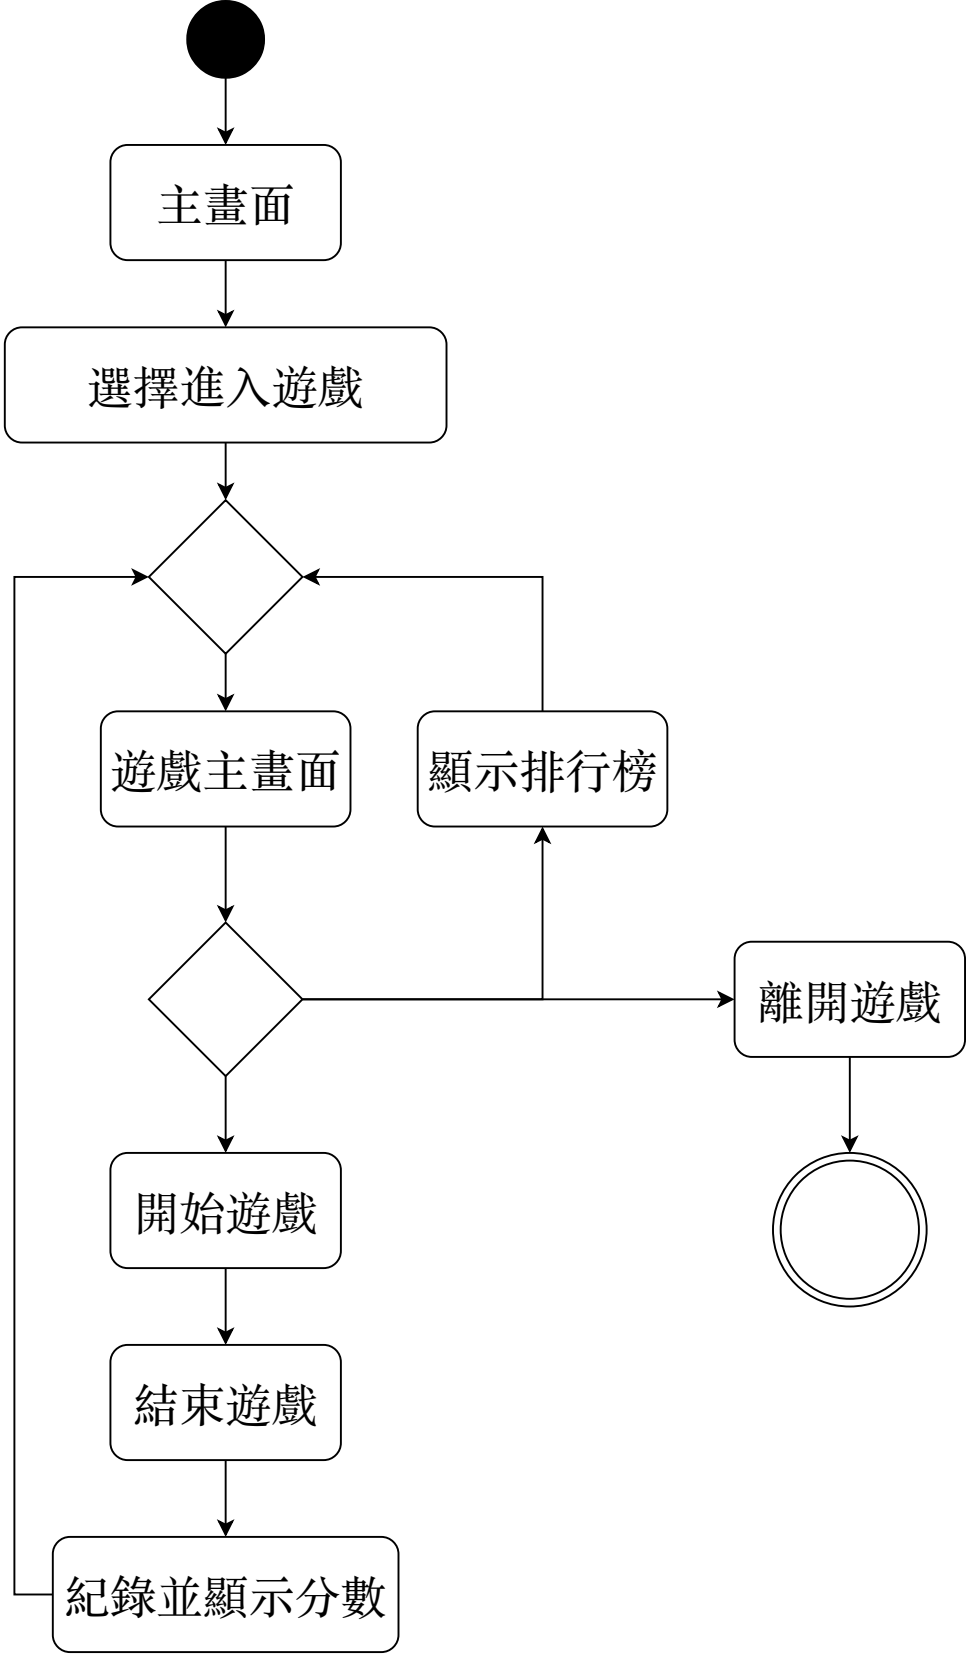 主畫面
選擇進入遊戲
遊戲主畫面
顯示排行榜
離開遊戲
開始遊戲
結束遊戲
紀錄並顯示分數